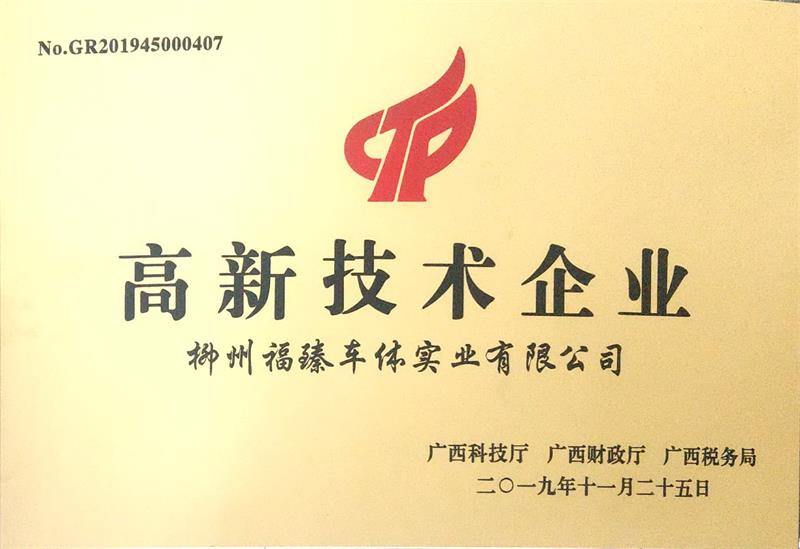 No.GR201945000407
高新技术企业
柳州福臻车体实业有限公司
广西科技厅 广西财政厅 广西税务局
二〇一九年十一月二十五日